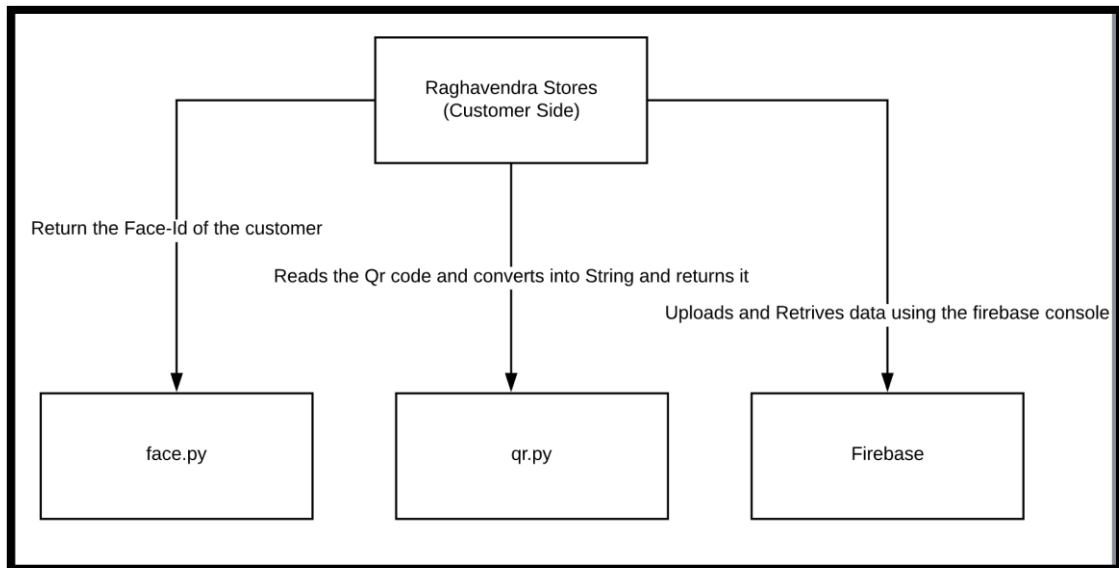 Raghavendra Stores
(Customer Side)
Return the Face-Id of the customer
Reads the Qr code and converts into String and returns it
Uploads and Retrives data using the firebase console
face.py
qr.py
Firebase